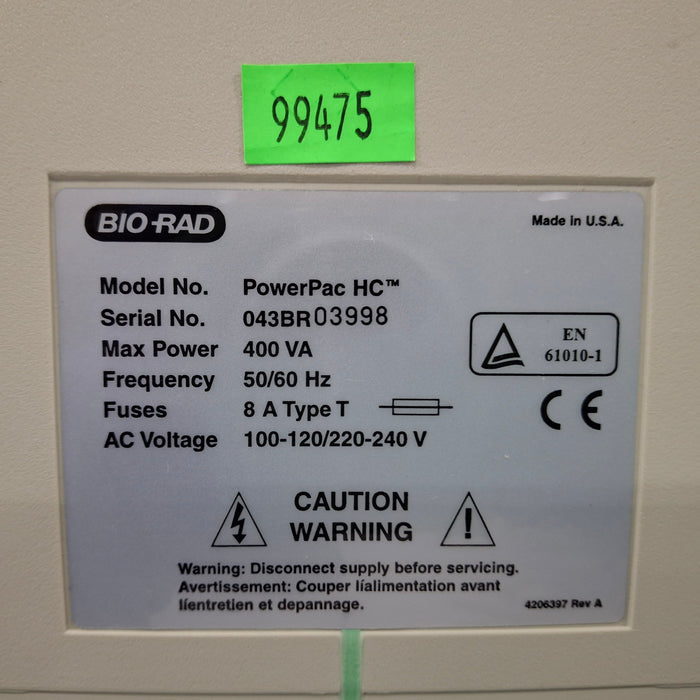 99475
BIO-RAD
Made in U.S.A.
Model No. PowerPac HC™
Serial No. 043BR03998
Max Power 400 VA
EN
61010-1
Frequency 50/60 Hz
Fuses 8 A Type T
CE
AC Voltage 100-120/220-240 V
CAUTION
WARNING
Warning: Disconnect supply before servicing.
Avertissement: Couper líalimentation avant
líentretien et depannage.
4206397 Rev A